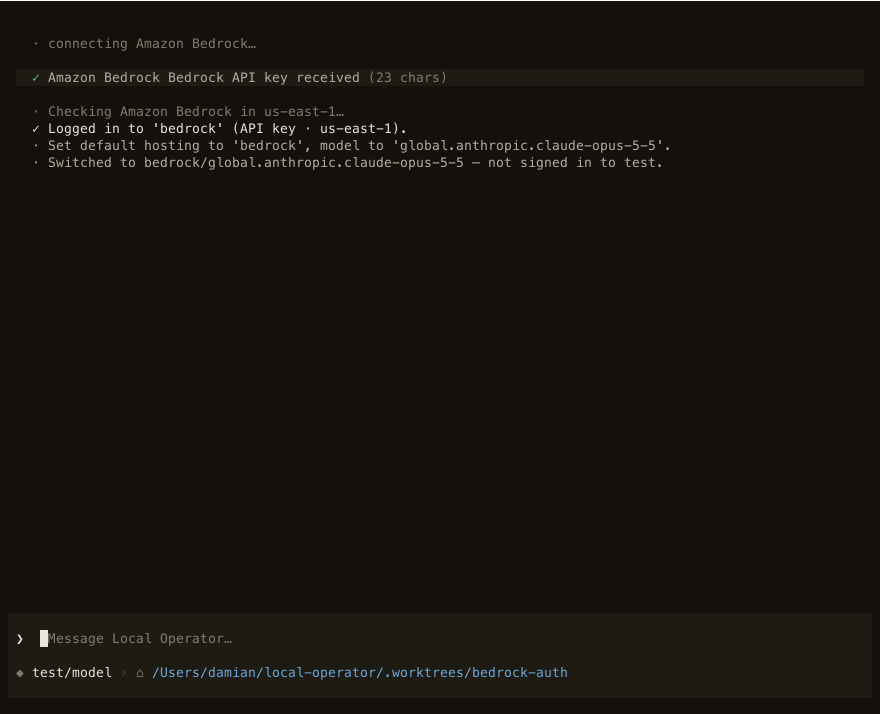 · connecting Amazon Bedrock…
✓ Amazon Bedrock Bedrock API key received (23 chars)
· Checking Amazon Bedrock in us-east-1…
✓ Logged in to 'bedrock' (API key · us-east-1).
· Set default hosting to 'bedrock', model to 'global.anthropic.claude-opus-5-5'.
· Switched to bedrock/global.anthropic.claude-opus-5-5 — not signed in to test.
❯ Message Local Operator…
◆ test/model › ⌂ /Users/damian/local-operator/.worktrees/bedrock-auth